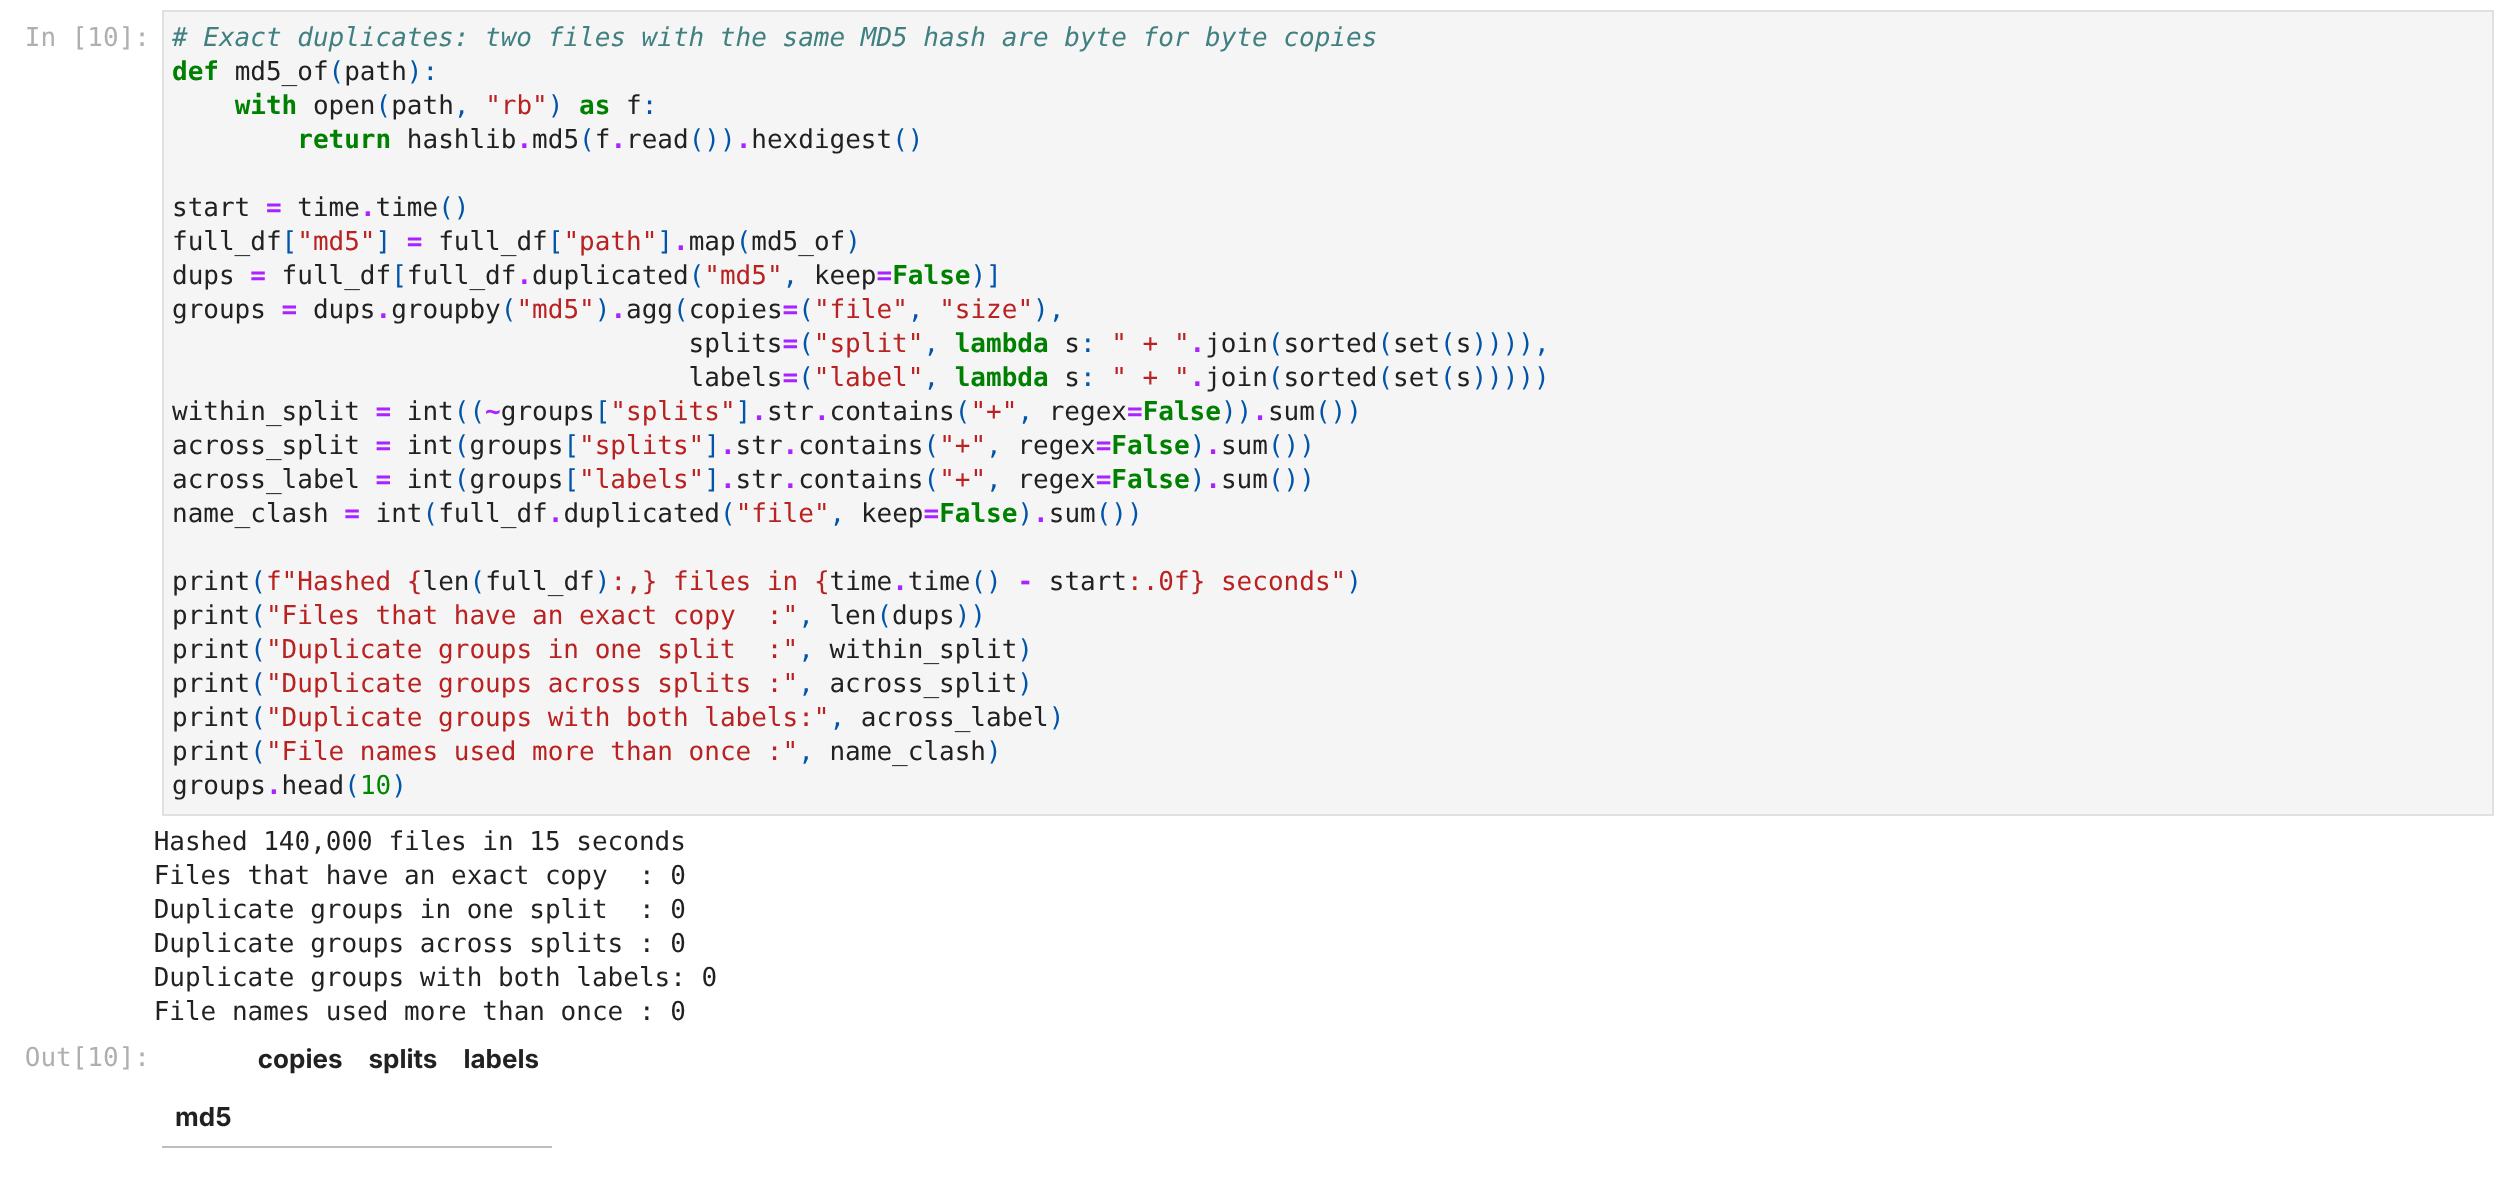 In [10]:
# Exact duplicates: two files with the same MD5 hash are byte for byte copies
def md5_of(path):
    with open(path, "rb") as f:
        return hashlib.md5(f.read()).hexdigest()

start = time.time()
full_df["md5"] = full_df["path"].map(md5_of)
dups = full_df[full_df.duplicated("md5", keep=False)]
groups = dups.groupby("md5").agg(copies=("file", "size"),
                                 splits=("split", lambda s: " + ".join(sorted(set(s)))),
                                 labels=("label", lambda s: " + ".join(sorted(set(s)))))
within_split = int((~groups["splits"].str.contains("+", regex=False)).sum())
across_split = int(groups["splits"].str.contains("+", regex=False).sum())
across_label = int(groups["labels"].str.contains("+", regex=False).sum())
name_clash = int(full_df.duplicated("file", keep=False).sum())

print(f"Hashed {len(full_df):,} files in {time.time() - start:.0f} seconds")
print("Files that have an exact copy  :", len(dups))
print("Duplicate groups in one split  :", within_split)
print("Duplicate groups across splits :", across_split)
print("Duplicate groups with both labels:", across_label)
print("File names used more than once :", name_clash)
groups.head(10)
Hashed 140,000 files in 15 seconds
Files that have an exact copy  : 0
Duplicate groups in one split  : 0
Duplicate groups across splits : 0
Duplicate groups with both labels: 0
File names used more than once : 0
Out[10]:
copies splits labels
md5